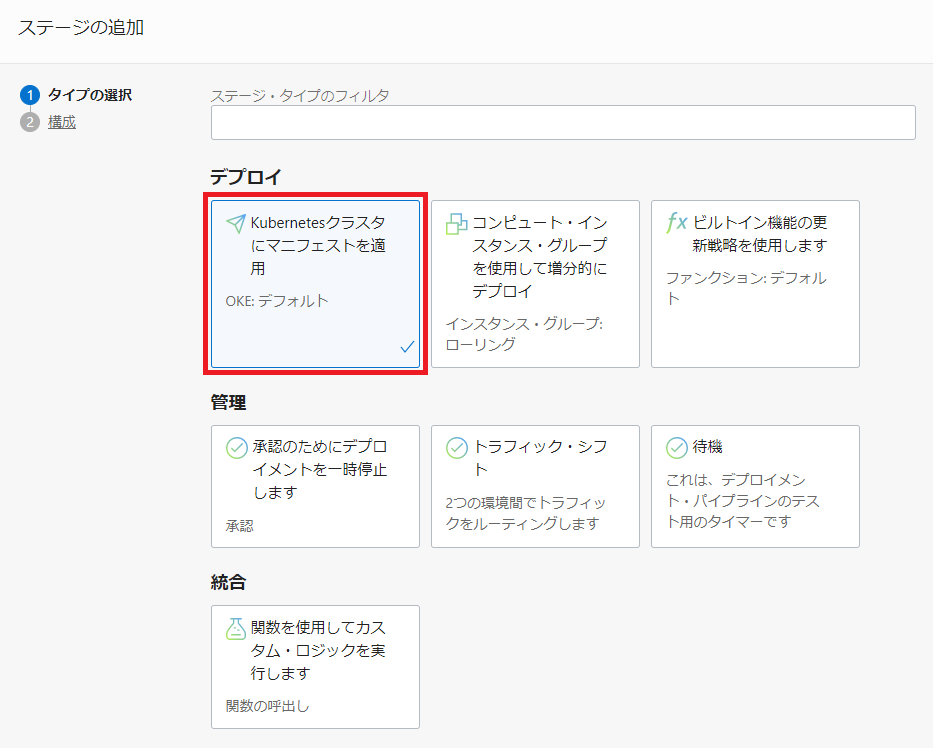 ステージの追加
1 タイプの選択
2 構成
ステージ・タイプのフィルタ
デプロイ
Kubernetesクラスタ
にマニフェストを適
用
OKE: デフォルト
コンピュート・イン
スタンス・グループ
を使用して増分的に
デプロイ
インスタンス・グループ:
ローリング
fx ビルトイン機能の更
新戦略を使用します
ファンクション: デフォル
ト
管理
承認のためにデプロ
イメントを一時停止
します
承認
トラフィック・シフ
ト
2つの環境間でトラフィッ
クをルーティングします
待機
これは、デプロイメン
ト・パイプラインのテス
ト用のタイマーです
統合
関数を使用してカス
タム・ロジックを実
行します
関数の呼出し